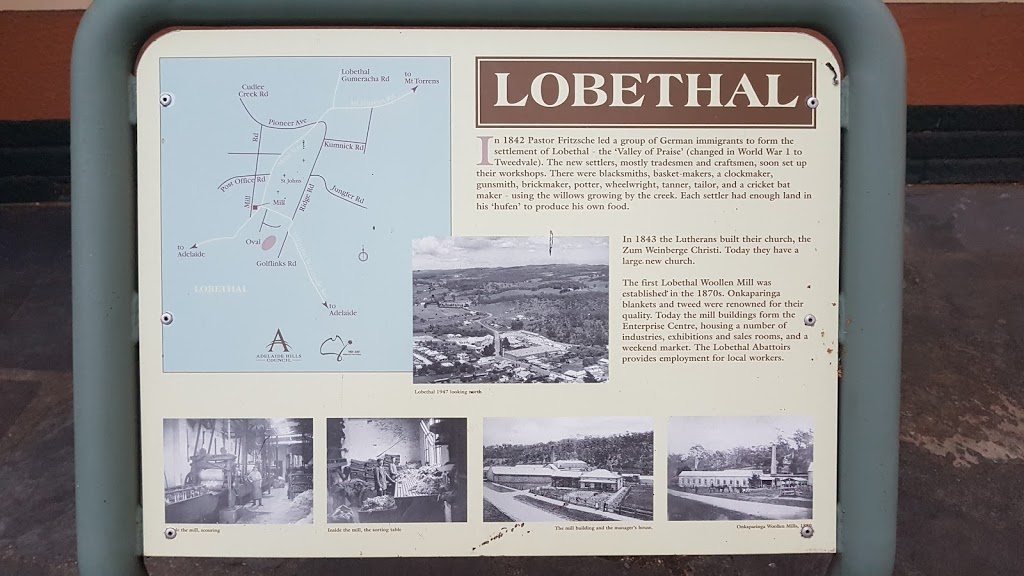 LOBETHAL
In 1842 Pastor Fritzsche led a group of German immigrants to form the
settlement of Lobethal - the 'Valley of Praise' (changed in World War 1 to
Tweedvale). The new settlers, mostly tradesmen and craftsmen, soon set up
their workshops. There were blacksmiths, basket-makers, a clockmaker,
gunsmith, brickmaker, potter, wheelwright, tanner, tailor, and a cricket bat
maker - using the willows growing by the creek. Each settler had enough land in
his 'hufen' to produce his own food.
In 1843 the Lutherans built their church, the
Zum Weinberge Christi. Today they have a
large new church.
The first Lobethal Woollen Mill was
established in the 1870s. Onkaparinga
blankets and tweed were renowned for their
quality. Today the mill buildings form the
Enterprise Centre, housing a number of
industries, exhibitions and sales rooms, and a
weekend market. The Lobethal Abattoirs
provides employment for local workers.
Lobethal
Gumeracha Rd
to
Mt Torrens
Cudlee
Creek Rd
Pioneer Ave
Rd
Kumnick Rd
Post Office Rd
St Johns
Jungfer Rd
Mill
Mill
Ridge Rd
Oval
to
Adelaide
Golflinks Rd
LOBETHAL
to
Adelaide
ADELAIDE HILLS
COUNCIL
Lobethal 1947 looking north
the mill, scouring
Inside the mill, the sorting table
The mill building and the manager's house.
Onkaparinga Woollen Mills,